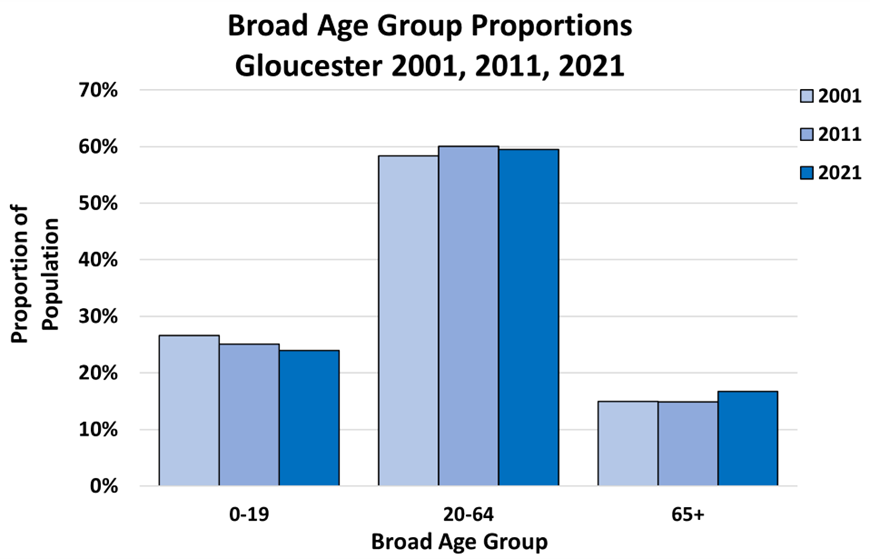 Broad Age Group Proportions
Gloucester 2001, 2011, 2021
70%
60%
50%
40%
30%
20%
10%
0%
Proportion of
Population
0-19
20-64
65+
Broad Age Group
2001
2011
2021